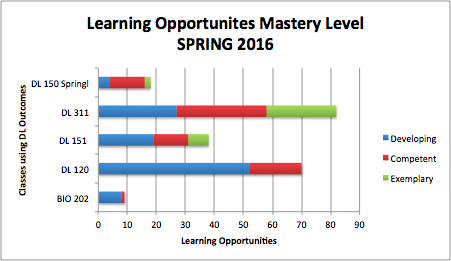 Learning Opportunites Mastery Level
SPRING 2016
Classes using DL Outcomes
DL 150 Springl
DL 311
DL 151
DL 120
BIO 202
0 10 20 30 40 50 60 70 80 90
Learning Opportunities
Developing
Competent
Exemplary